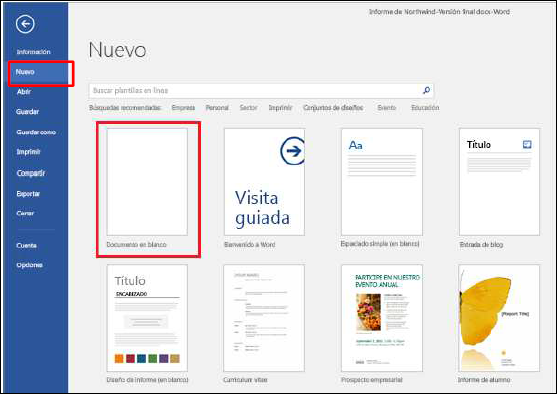 Informe de Northwind-Versión final.docx-Word
Información
Nuevo
Abrir
Guardar
Guardar como
Imprimir
Compartir
Exportar
Cerrar
Cuenta
Opciones
Nuevo
Buscar plantillas en línea
Búsquedas recomendadas: Empresa Personal Sector Imprimir Conjuntos de diseños Evento Educación
Visita
guiada
Aa
Título
Documento en blanco
Bienvenido a Word
Espaciado simple (en blanco)
Entrada de blog
Título
ENCABEZADO
PARTICIPE EN NUESTRO
EVENTO ANUAL
[Report Title]
Diseño de informe (en blanco)
Curriculum vitae
Prospecto empresarial
Informe de alumno